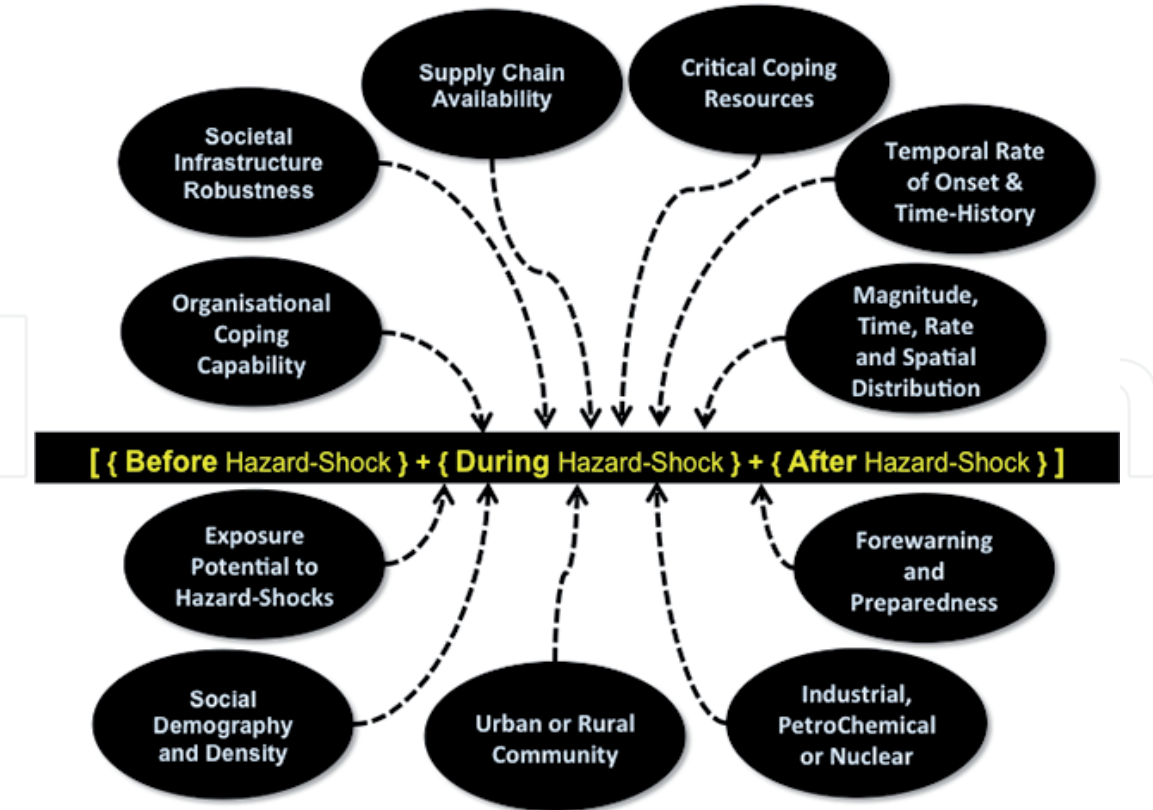 Supply Chain
Availability
Critical Coping
Resources
Societal
Infrastructure
Robustness
Temporal Rate
of Onset &
Time-History
Organisational
Coping
Capability
Magnitude,
Time, Rate
and Spatial
Distribution
[ { Before Hazard-Shock } + { During Hazard-Shock } + { After Hazard-Shock } ]
Exposure
Potential to
Hazard-Shocks
Forewarning
and
Preparedness
Social
Demography
and Density
Urban or Rural
Community
Industrial,
PetroChemical
or Nuclear